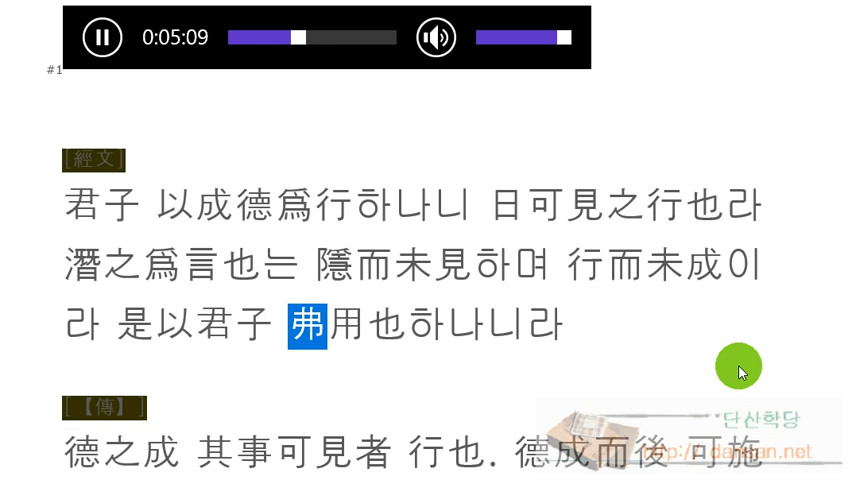 0:05:09
#1
[經文]
君子 以成德爲行하나니 日可見之行也라
潛之爲言也는 隱而未見하며 行而未成이
라 是以君子 弗用也하나니라
[【傳】]
德之成 其事可見者 行也. 德成而後 可施
단산학당
http:// dansan.net